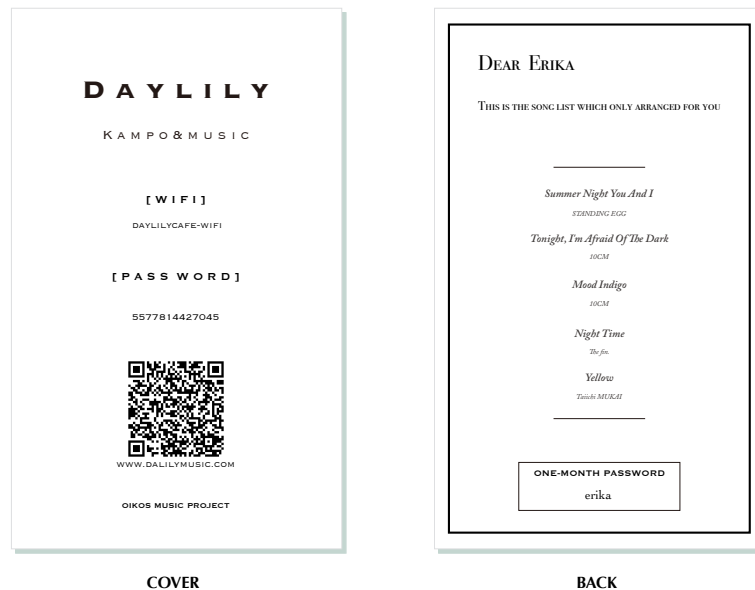 DAYLILY
KAMPO&MUSIC
[WIFI]
DAYLILYCAFE-WIFI
[PASS WORD]
5577814427045
WWW.DALILYMUSIC.COM
OIKOS MUSIC PROJECT
COVER
DEAR ERIKA
THIS IS THE SONG LIST WHICH ONLY ARRANGED FOR YOU
Summer Night You And I
STANDING EGG
Tonight, I'm Afraid Of The Dark
10CM
Mood Indigo
10CM
Night Time
The fin.
Yellow
Taiichi MUKAI
ONE-MONTH PASSWORD
erika
BACK